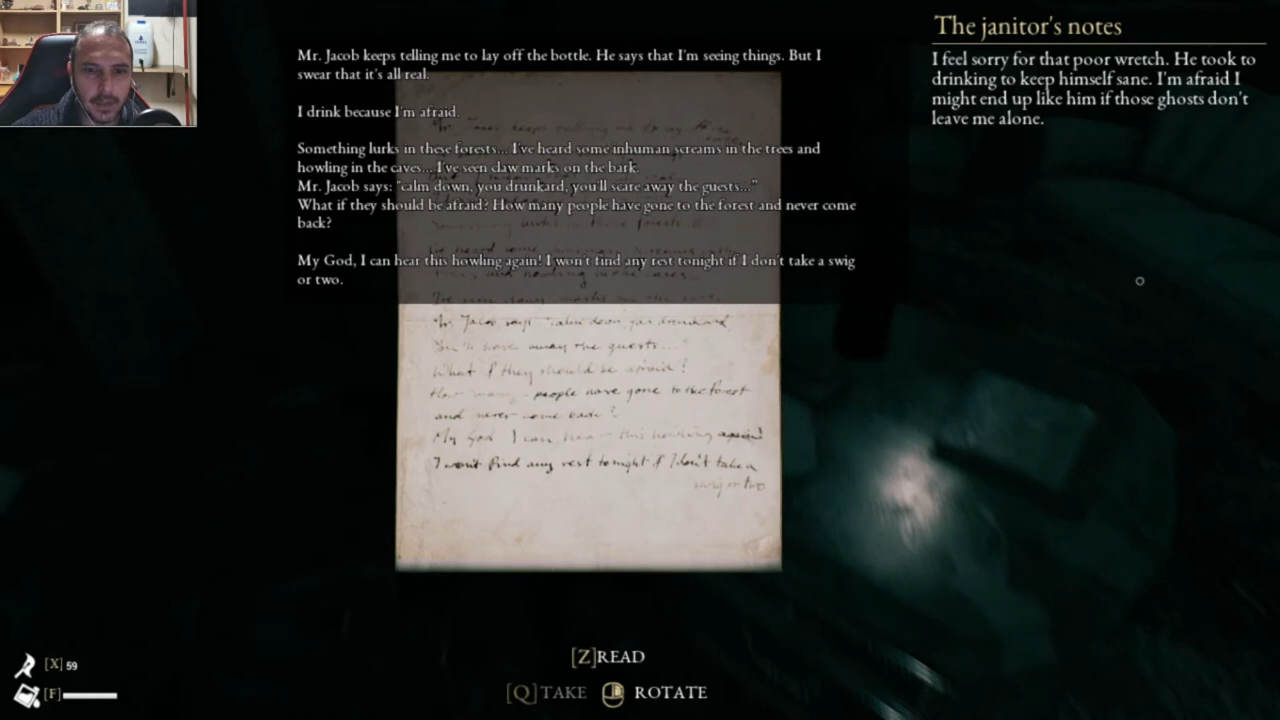 The janitor's notes
I feel sorry for that poor wretch. He took to
drinking to keep himself sane. I'm afraid I
might end up like him if those ghosts don't
leave me alone.
Mr. Jacob keeps telling me to lay off the bottle. He says that I'm seeing things. But I
swear that it's all real.
I drink because I'm afraid.
Something lurks in these forests... I've heard some inhuman screams in the trees and
howling in the caves... I've seen claw marks on the bark.
Mr. Jacob says: "calm down, you drunkard, you'll scare away the guests..."
What if they should be afraid? How many people have gone to the forest and never come
back?
My God, I can hear this howling again! I won't find any rest tonight if I don't take a swig
or two.
Mr Jacob says "calm down, you drunkard,
You'll scare away the guests..."
What if they should be afraid?
How many people have gone to the forest
and never come back?
My God I can hear this howling again!
I won't find any rest tonight if I don't take a
swig or two
[X] 59
[F]
[Z]READ
[Q]TAKE ROTATE